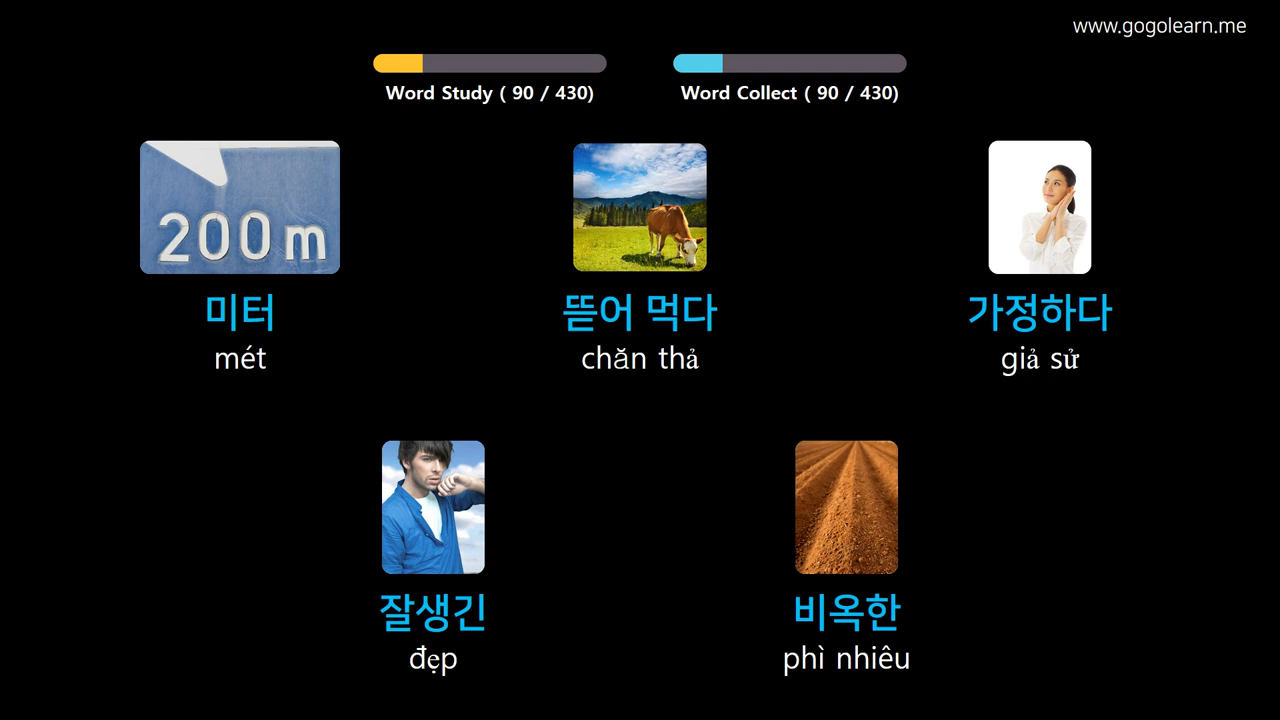 www.gogolearn.me
Word Study ( 90 / 430)
Word Collect ( 90 / 430)
200m
미터
mét
뜯어 먹다
chăn thả
가정하다
giả sử
잘생긴
đẹp
비옥한
phì nhiêu